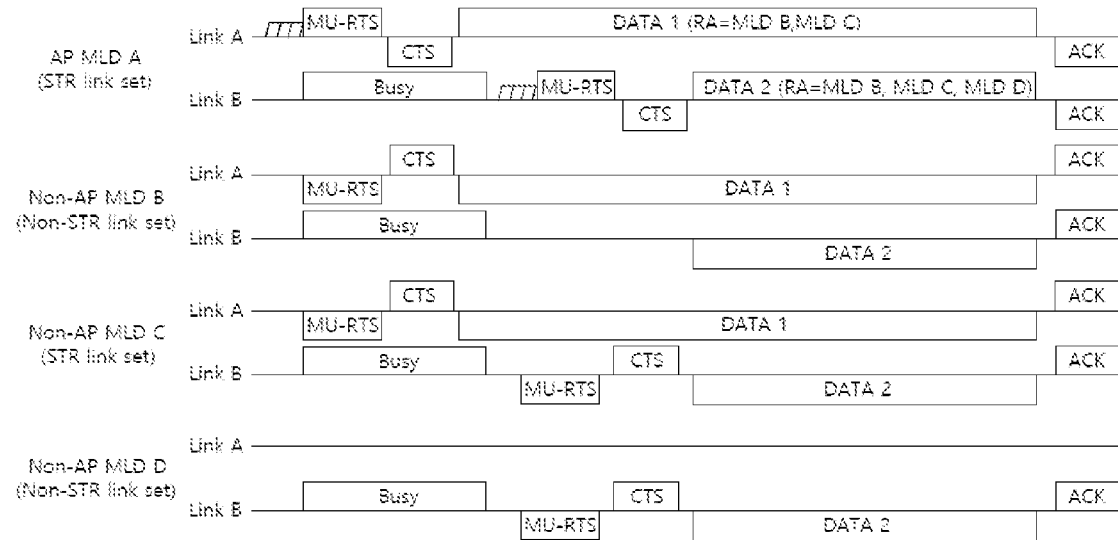 MU-RTS DATA 1 (RA=MLD B,MLD C)
Link A
AP MLD A
(STR link set)
CTS ACK
Busy MU-RTS DATA 2 (RA=MLD B, MLD C, MLD D)
Link B
CTS ACK
CTS ACK
Link A
Non-AP MLD B
(Non-STR link set)
MU-RTS DATA 1
Busy ACK
Link B
DATA 2
CTS ACK
Link A
Non-AP MLD C
(STR link set)
MU-RTS DATA 1
Busy CTS ACK
Link B
MU-RTS DATA 2
Link A
Non-AP MLD D
(Non-STR link set)
Busy CTS ACK
Link B
MU-RTS DATA 2